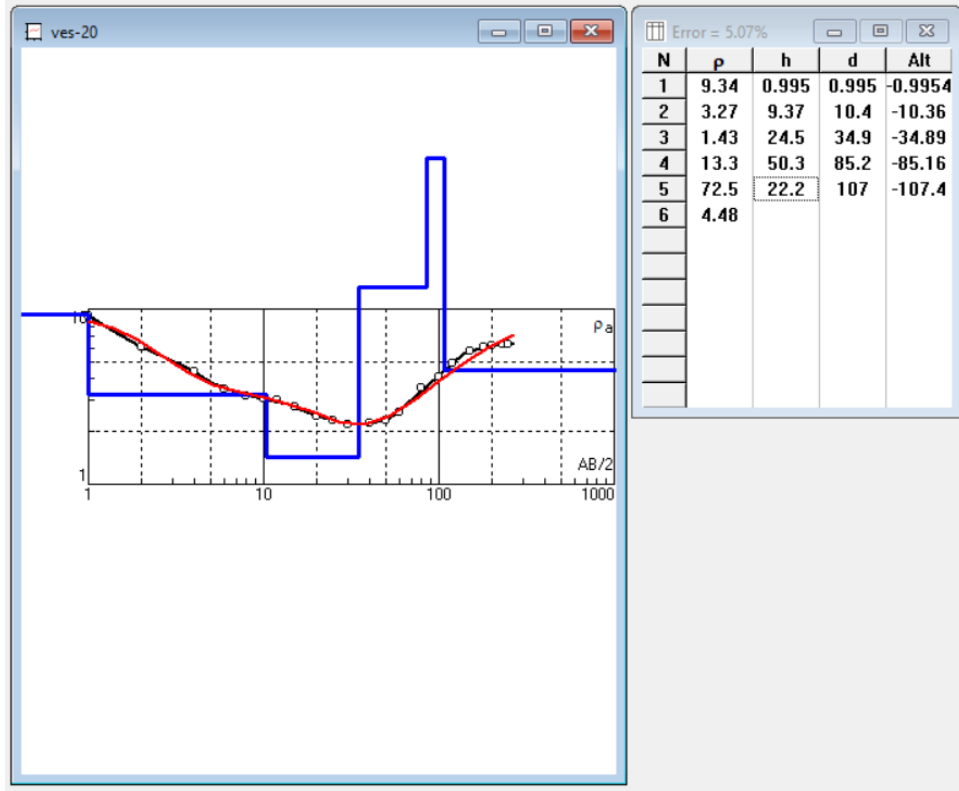 ves-20
10
ρa
AB/2
1
1 10 100 1000
Error = 5.07%
N ρ h d Alt
1 9.34 0.995 0.995 -0.9954
2 3.27 9.37 10.4 -10.36
3 1.43 24.5 34.9 -34.89
4 13.3 50.3 85.2 -85.16
5 72.5 22.2 107 -107.4
6 4.48